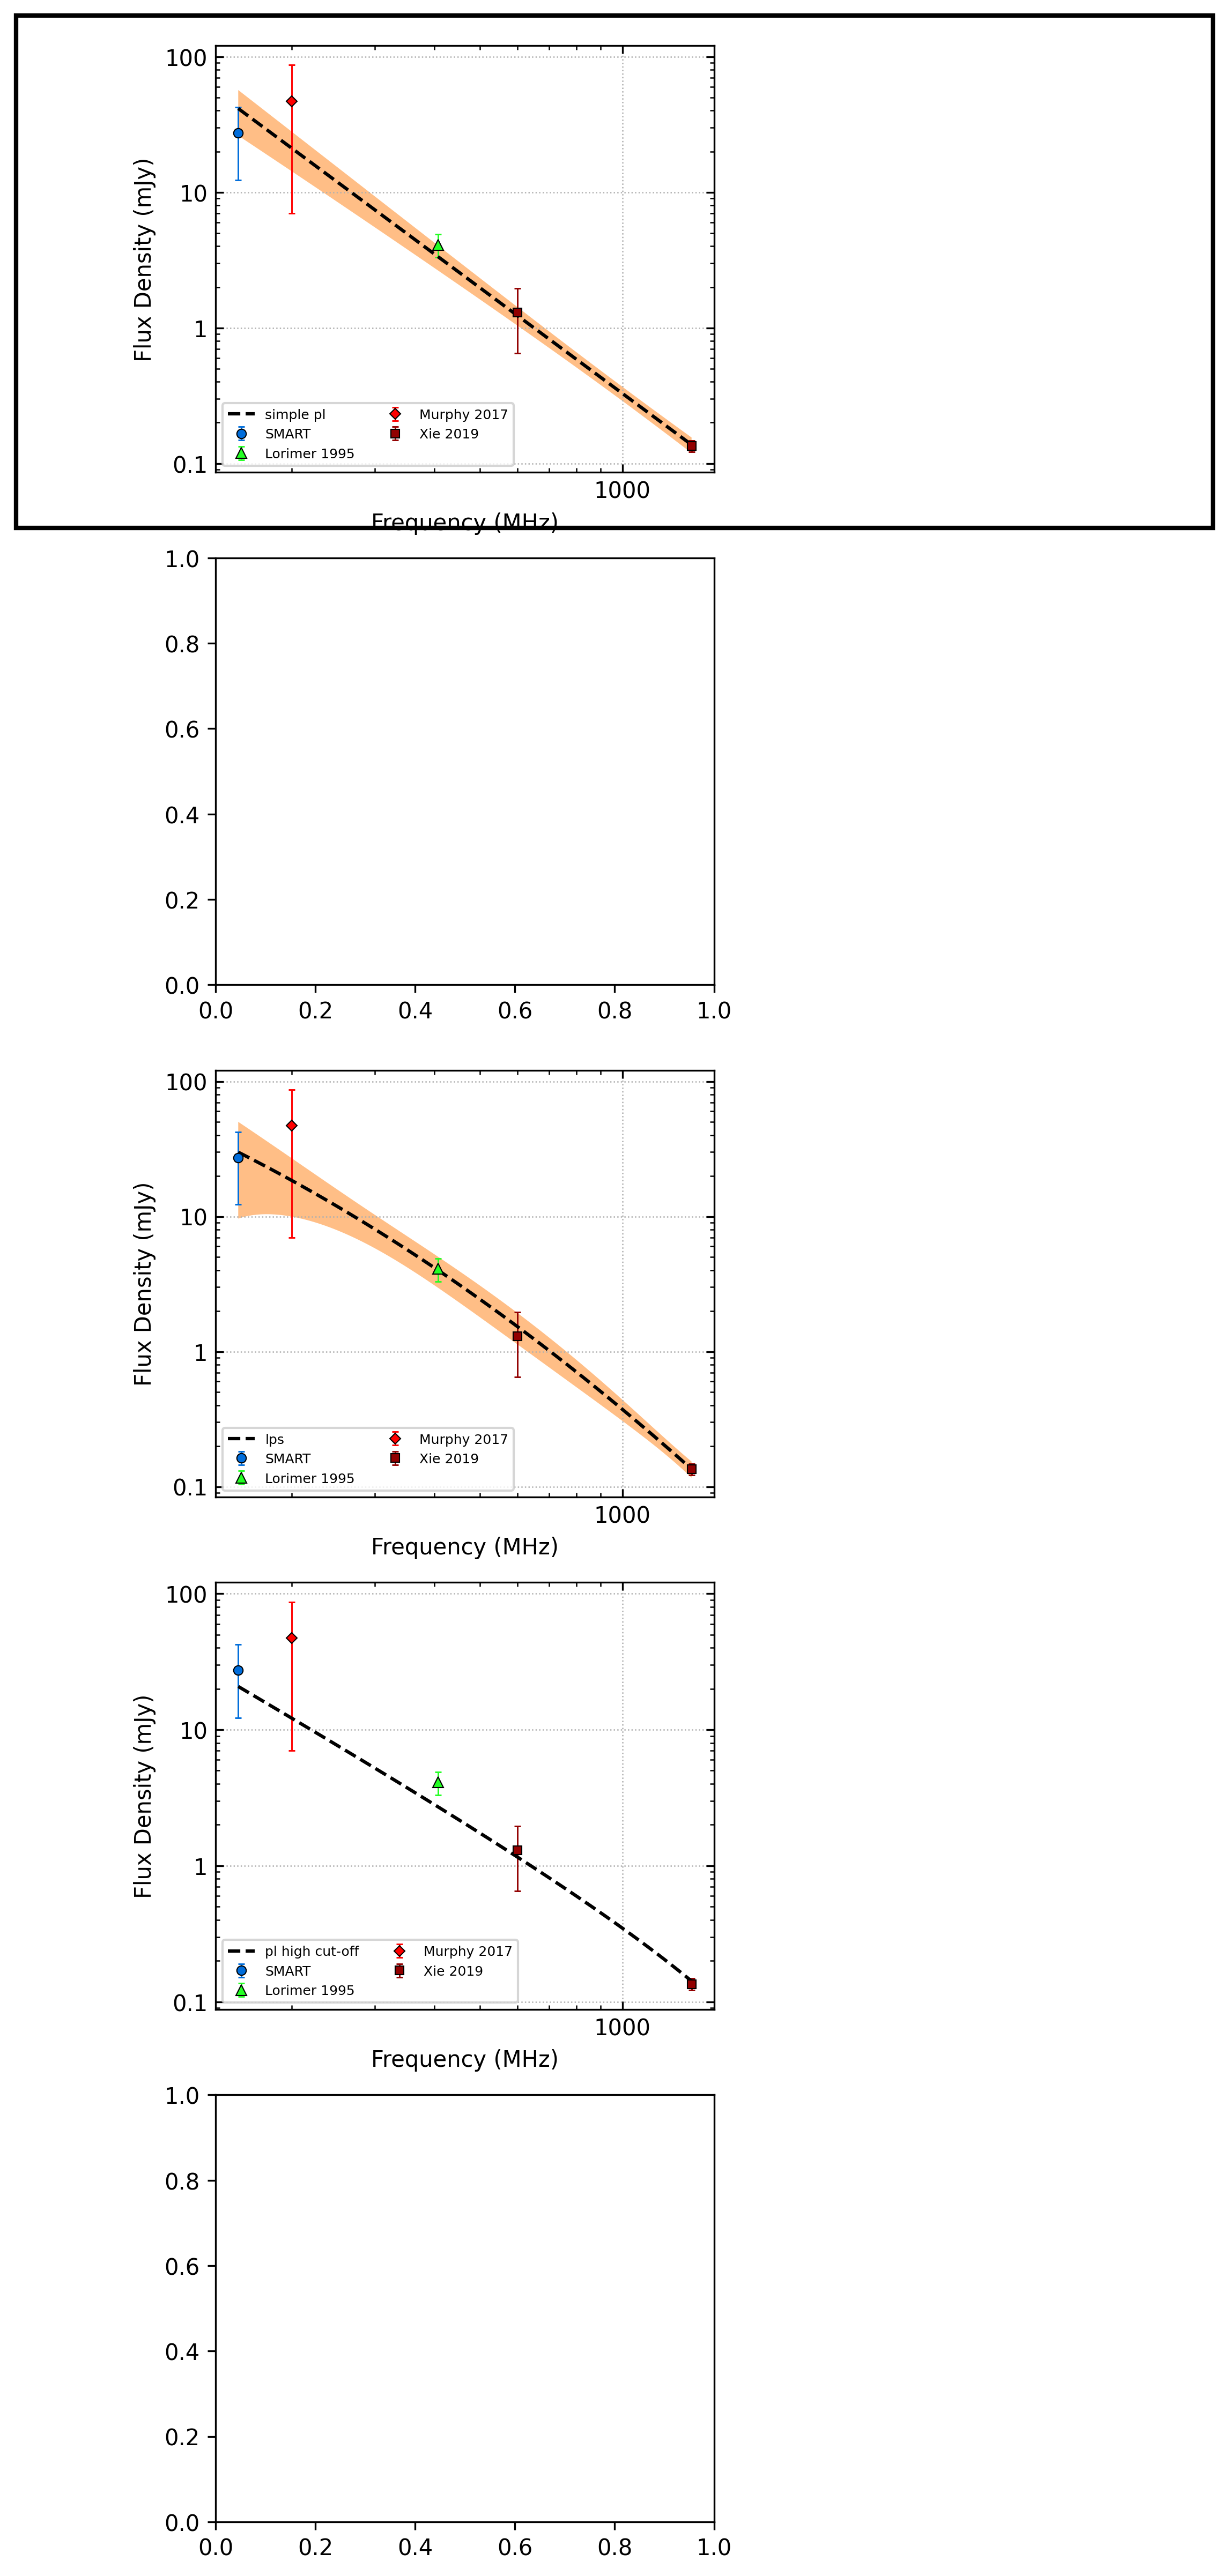 100
10
1
0.1
Flux Density (mJy)
simple pl
SMART
Lorimer 1995
Murphy 2017
Xie 2019
1000
Frequency (MHz)
1.0
0.8
0.6
0.4
0.2
0.0
0.0 0.2 0.4 0.6 0.8 1.0
100
10
1
0.1
Flux Density (mJy)
lps
SMART
Lorimer 1995
Murphy 2017
Xie 2019
1000
Frequency (MHz)
100
10
1
0.1
Flux Density (mJy)
pl high cut-off
SMART
Lorimer 1995
Murphy 2017
Xie 2019
1000
Frequency (MHz)
1.0
0.8
0.6
0.4
0.2
0.0
0.0 0.2 0.4 0.6 0.8 1.0